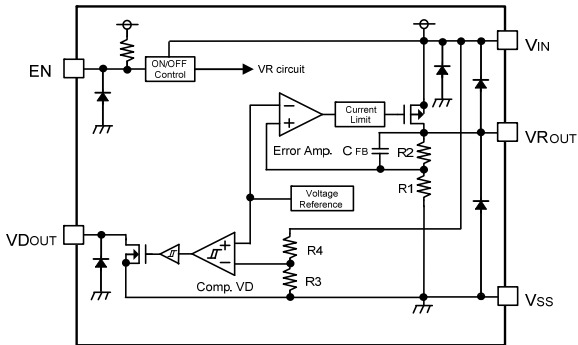 VIN
EN
ON/OFF
Control
VR circuit
Current
Limit
VROUT
Error Amp.
CFB
R2
R1
Voltage
Reference
VDOUT
R4
R3
Comp. VD
VSS